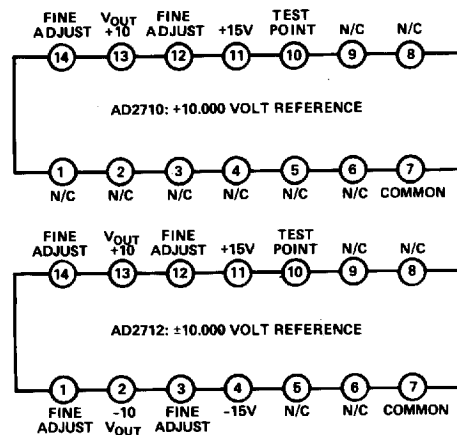 FINE ADJUST VOUT +10 FINE ADJUST +15V TEST POINT N/C N/C
14 13 12 11 10 9 8
AD2710: +10.000 VOLT REFERENCE
1 2 3 4 5 6 7
N/C N/C N/C N/C N/C N/C COMMON
FINE ADJUST VOUT +10 FINE ADJUST +15V TEST POINT N/C N/C
14 13 12 11 10 9 8
AD2712: ±10.000 VOLT REFERENCE
1 2 3 4 5 6 7
FINE ADJUST -10 VOUT FINE ADJUST -15V N/C N/C COMMON